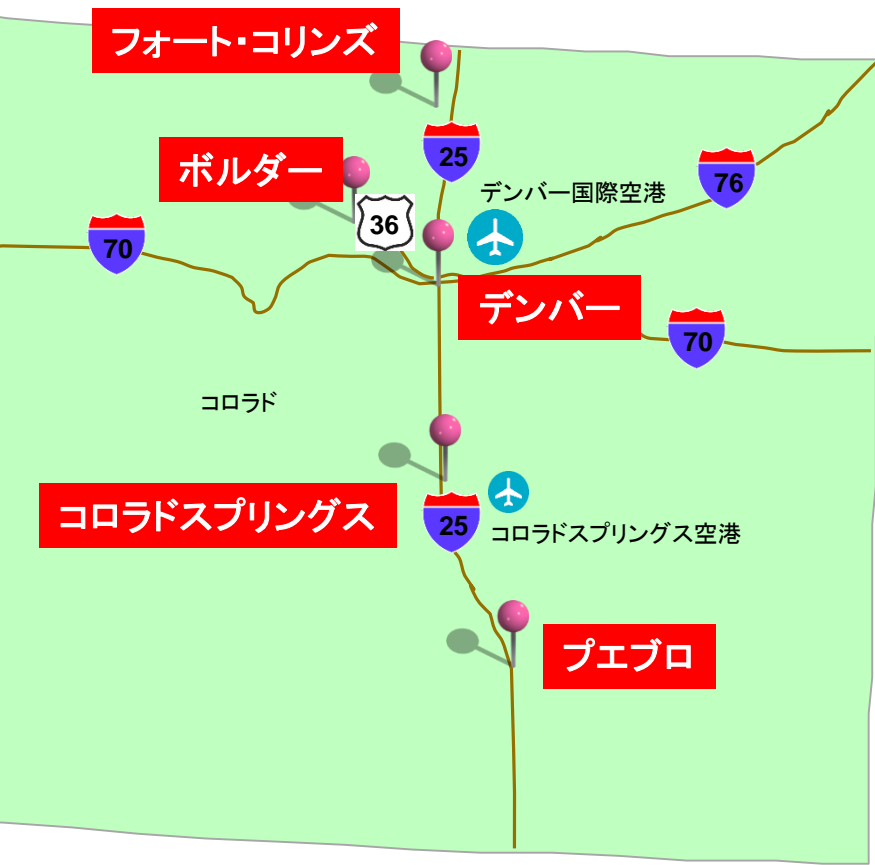 フォート・コリンズ
25
ボルダー
76
デンバー国際空港
36
70
デンバー
70
コロラド
コロラドスプリングス
25
コロラドスプリングス空港
プエブロ